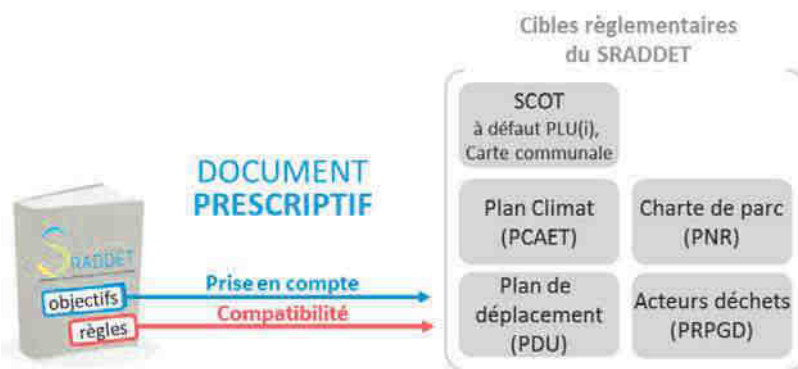 Cibles règlementaires
du SRADDET
SCOT
à défaut PLU(i),
Carte communale
DOCUMENT
PRESCRIPTIF
Plan Climat
(PCAET)
Charte de parc
(PNR)
SRADDET
objectifs
règles
Prise en compte
Compatibilité
Plan de
déplacement
(PDU)
Acteurs déchets
(PRPGD)